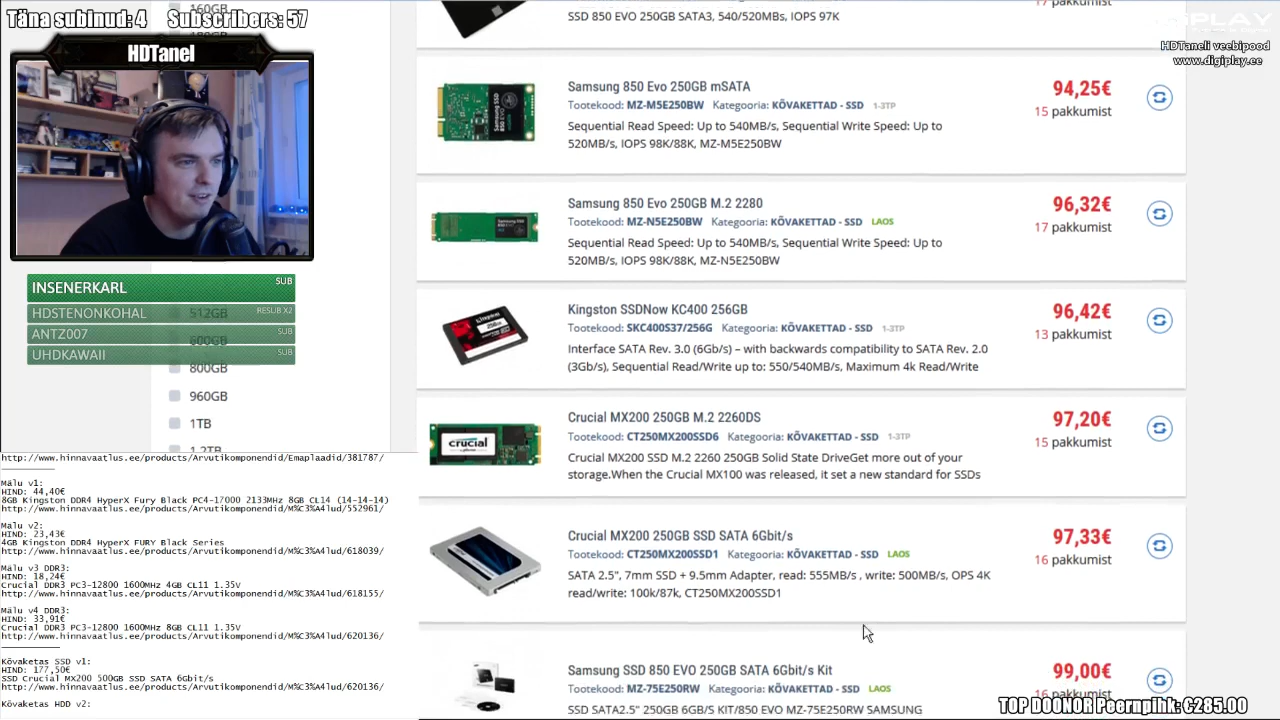 160GB
Täna subinud: 4 Subscribers: 57
HDTanel
INSENERKARL SUB
HDSTENONKOHAL RESUB X2
512GB
ANTZ007 SUB
600GB
UHDKAWAII SUB
800GB
960GB
1TB
1.2TB
http://www.hinnavaatlus.ee/products/Arvutikomponendid/Emaplaadid/381787/
Mälu v1:
HIND: 44,40€
8GB Kingston DDR4 HyperX Fury Black PC4-17000 2133MHz 8GB CL14 (14-14-14)
http://www.hinnavaatlus.ee/products/Arvutikomponendid/M%C3%A4lud/552961/
Mälu v2:
HIND: 23,43€
4GB Kingston DDR4 HyperX FURY Black Series
http://www.hinnavaatlus.ee/products/Arvutikomponendid/M%C3%A4lud/618039/
Mälu v3 DDR3:
HIND: 18,24€
Crucial DDR3 PC3-12800 1600MHz 4GB CL11 1.35V
http://www.hinnavaatlus.ee/products/Arvutikomponendid/M%C3%A4lud/618155/
Mälu v4 DDR3:
HIND: 33,91€
Crucial DDR3 PC3-12800 1600MHz 8GB CL11 1.35V
http://www.hinnavaatlus.ee/products/Arvutikomponendid/M%C3%A4lud/620136/
Kõvaketas SSD v1:
HIND: 177,50€
SSD Crucial MX200 500GB SSD SATA 6Gbit/s
http://www.hinnavaatlus.ee/products/Arvutikomponendid/M%C3%A4lud/620136/
Kõvaketas HDD v2:
SSD 850 EVO 250GB SATA3, 540/520MB/s, IOPS 97K
HDTaneli veebipood
www.digiplay.ee
Samsung 850 Evo 250GB mSATA 94,25€
Tootekood: MZ-M5E250BW Kategooria: KÕVAKETTAD - SSD 1-3TP 15 pakkumist
Sequential Read Speed: Up to 540MB/s, Sequential Write Speed: Up to
520MB/s, IOPS 98K/88K, MZ-M5E250BW
Samsung 850 Evo 250GB M.2 2280 96,32€
Tootekood: MZ-N5E250BW Kategooria: KÕVAKETTAD - SSD LAOS 17 pakkumist
Sequential Read Speed: Up to 540MB/s, Sequential Write Speed: Up to
520MB/s, IOPS 98K/88K, MZ-N5E250BW
Kingston SSDNow KC400 256GB 96,42€
Tootekood: SKC400S37/256G Kategooria: KÕVAKETTAD - SSD 1-3TP 13 pakkumist
Interface SATA Rev. 3.0 (6Gb/s) – with backwards compatibility to SATA Rev. 2.0
(3Gb/s), Sequential Read/Write up to: 550/540MB/s, Maximum 4k Read/Write
Crucial MX200 250GB M.2 2260DS 97,20€
Tootekood: CT250MX200SSD6 Kategooria: KÕVAKETTAD - SSD 1-3TP 15 pakkumist
crucial
Crucial MX200 SSD M.2 2260 250GB Solid State DriveGet more out of your
storage.When the Crucial MX100 was released, it set a new standard for SSDs
Crucial MX200 250GB SSD SATA 6Gbit/s 97,33€
Tootekood: CT250MX200SSD1 Kategooria: KÕVAKETTAD - SSD LAOS 16 pakkumist
SATA 2.5", 7mm SSD + 9.5mm Adapter, read: 555MB/s , write: 500MB/s, OPS 4K
read/write: 100k/87k, CT250MX200SSD1
Samsung SSD 850 EVO 250GB SATA 6Gbit/s Kit 99,00€
Tootekood: MZ-75E250RW Kategooria: KÕVAKETTAD - SSD LAOS 16 pakkumist
SSD SATA2.5" 250GB 6GB/S KIT/850 EVO MZ-75E250RW SAMSUNG
TOP DOONOR Peernpihk: €285.00